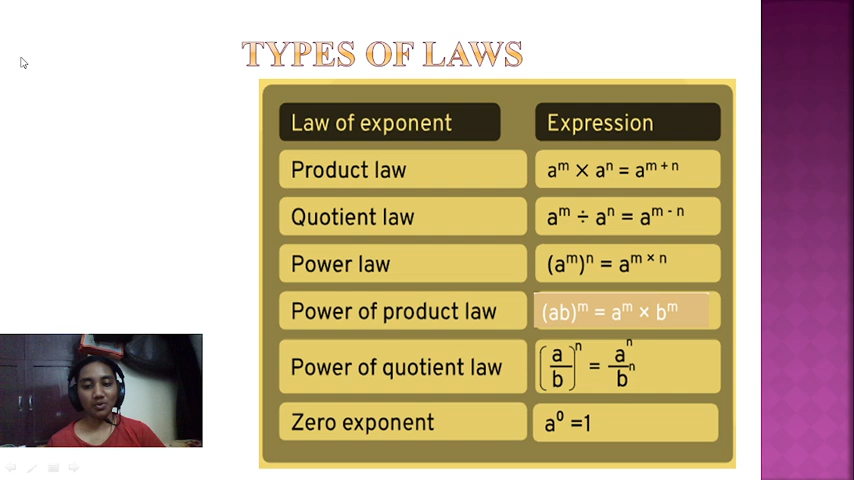 TYPES OF LAWS
Law of exponent Expression
Product law aᵐ × aⁿ = aᵐ⁺ⁿ
Quotient law aᵐ ÷ aⁿ = aᵐ⁻ⁿ
Power law (aᵐ)ⁿ = aᵐ ˣ ⁿ
Power of product law (ab)ᵐ = aᵐ × bᵐ
Power of quotient law (a/b)ⁿ = aⁿ/bⁿ
Zero exponent a⁰ =1